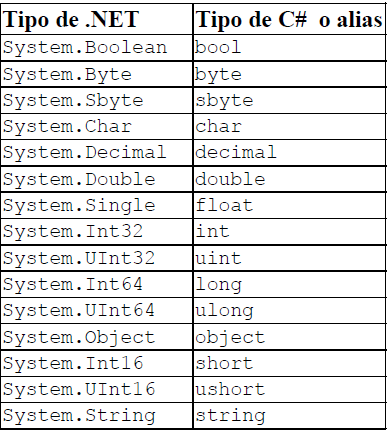 Tipo de .NET Tipo de C# o alias
System.Boolean bool
System.Byte byte
System.Sbyte sbyte
System.Char char
System.Decimal decimal
System.Double double
System.Single float
System.Int32 int
System.UInt32 uint
System.Int64 long
System.UInt64 ulong
System.Object object
System.Int16 short
System.UInt16 ushort
System.String string